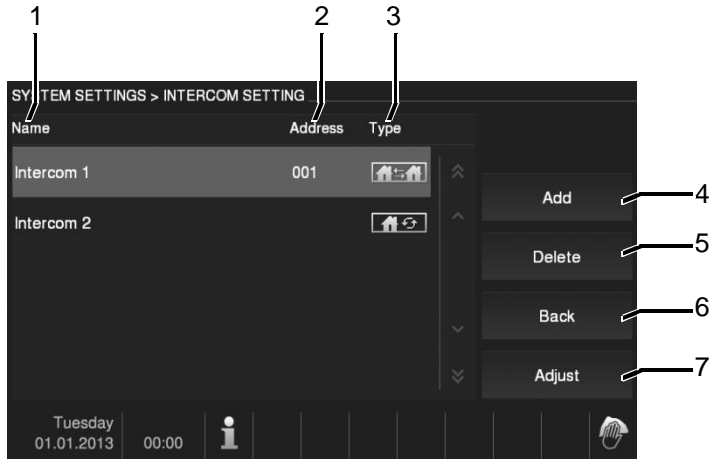 1 2 3
SYSTEM SETTINGS > INTERCOM SETTING
Name Address Type
Intercom 1 001
Add 4
Intercom 2
Delete 5
Back 6
Adjust 7
Tuesday
01.01.2013 00:00 i